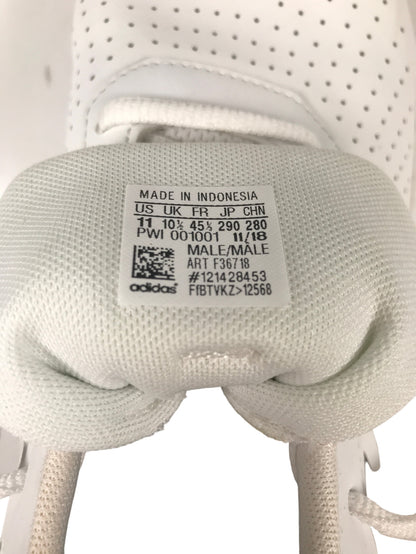 MADE IN INDONESIA
US UK FR JP CHN
11 10½ 45⅓ 290 280
PWI 001001 11/18
MALE/MÂLE
ART F36718
#121428453
adidas FfBTVKZ>12568